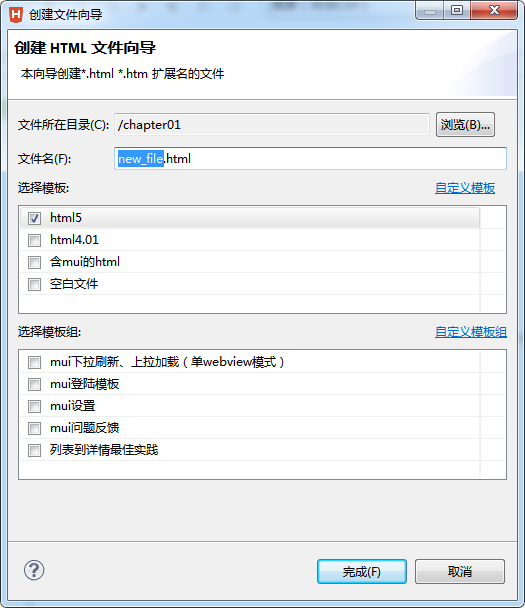 创建文件向导
创建 HTML 文件向导
本向导创建*.html *.htm 扩展名的文件
文件所在目录(C): /chapter01 浏览(B)...
文件名(F): new_file.html
选择模板: 自定义模板
html5
html4.01
含mui的html
空白文件
选择模板组: 自定义模板组
mui下拉刷新、上拉加载（单webview模式）
mui登陆模板
mui设置
mui问题反馈
列表到详情最佳实践
完成(F) 取消